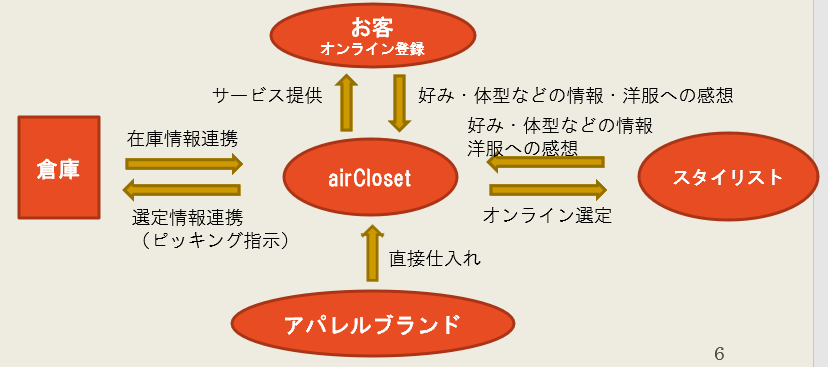 お客
オンライン登録
サービス提供
好み・体型などの情報・洋服への感想
好み・体型などの情報
洋服への感想
在庫情報連携
倉庫
airCloset
スタイリスト
選定情報連携
（ピッキング指示）
オンライン選定
直接仕入れ
アパレルブランド
6